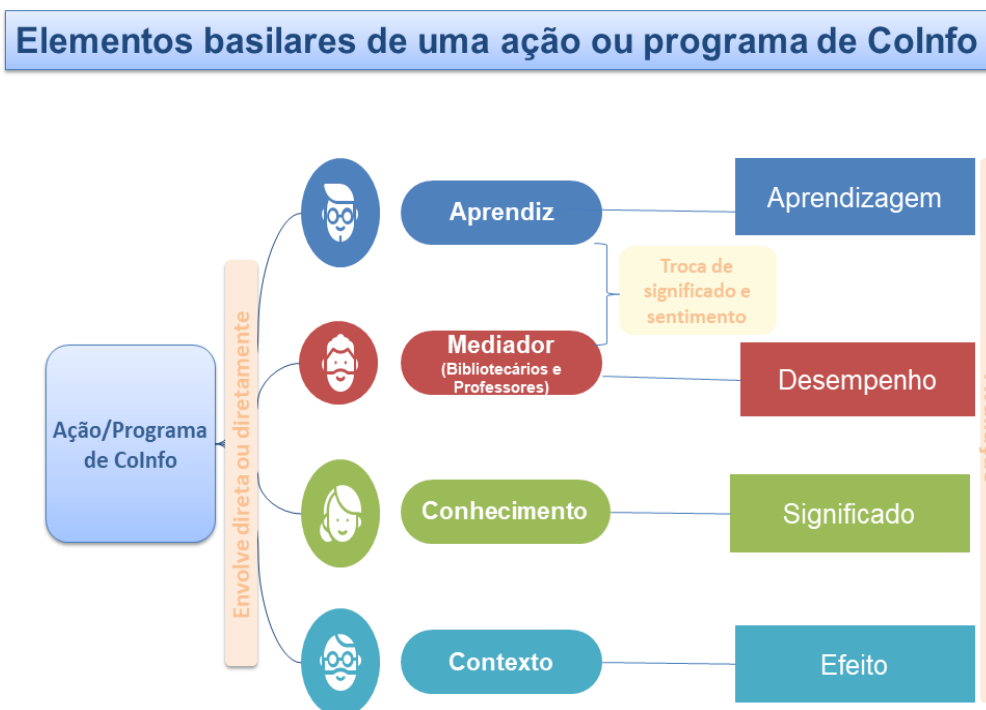 Elementos basilares de uma ação ou programa de CoInfo
Aprendiz
Aprendizagem
Troca de
significado e
sentimento
Envolve direta ou diretamente
Mediador
(Bibliotecários e
Professores)
Desempenho
Ação/Programa
de CoInfo
Conhecimento
Significado
Contexto
Efeito